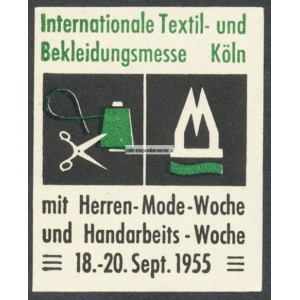 Internationale Textil- und
Bekleidungsmesse Köln
mit Herren-Mode-Woche
und Handarbeits-Woche
18.-20. Sept. 1955